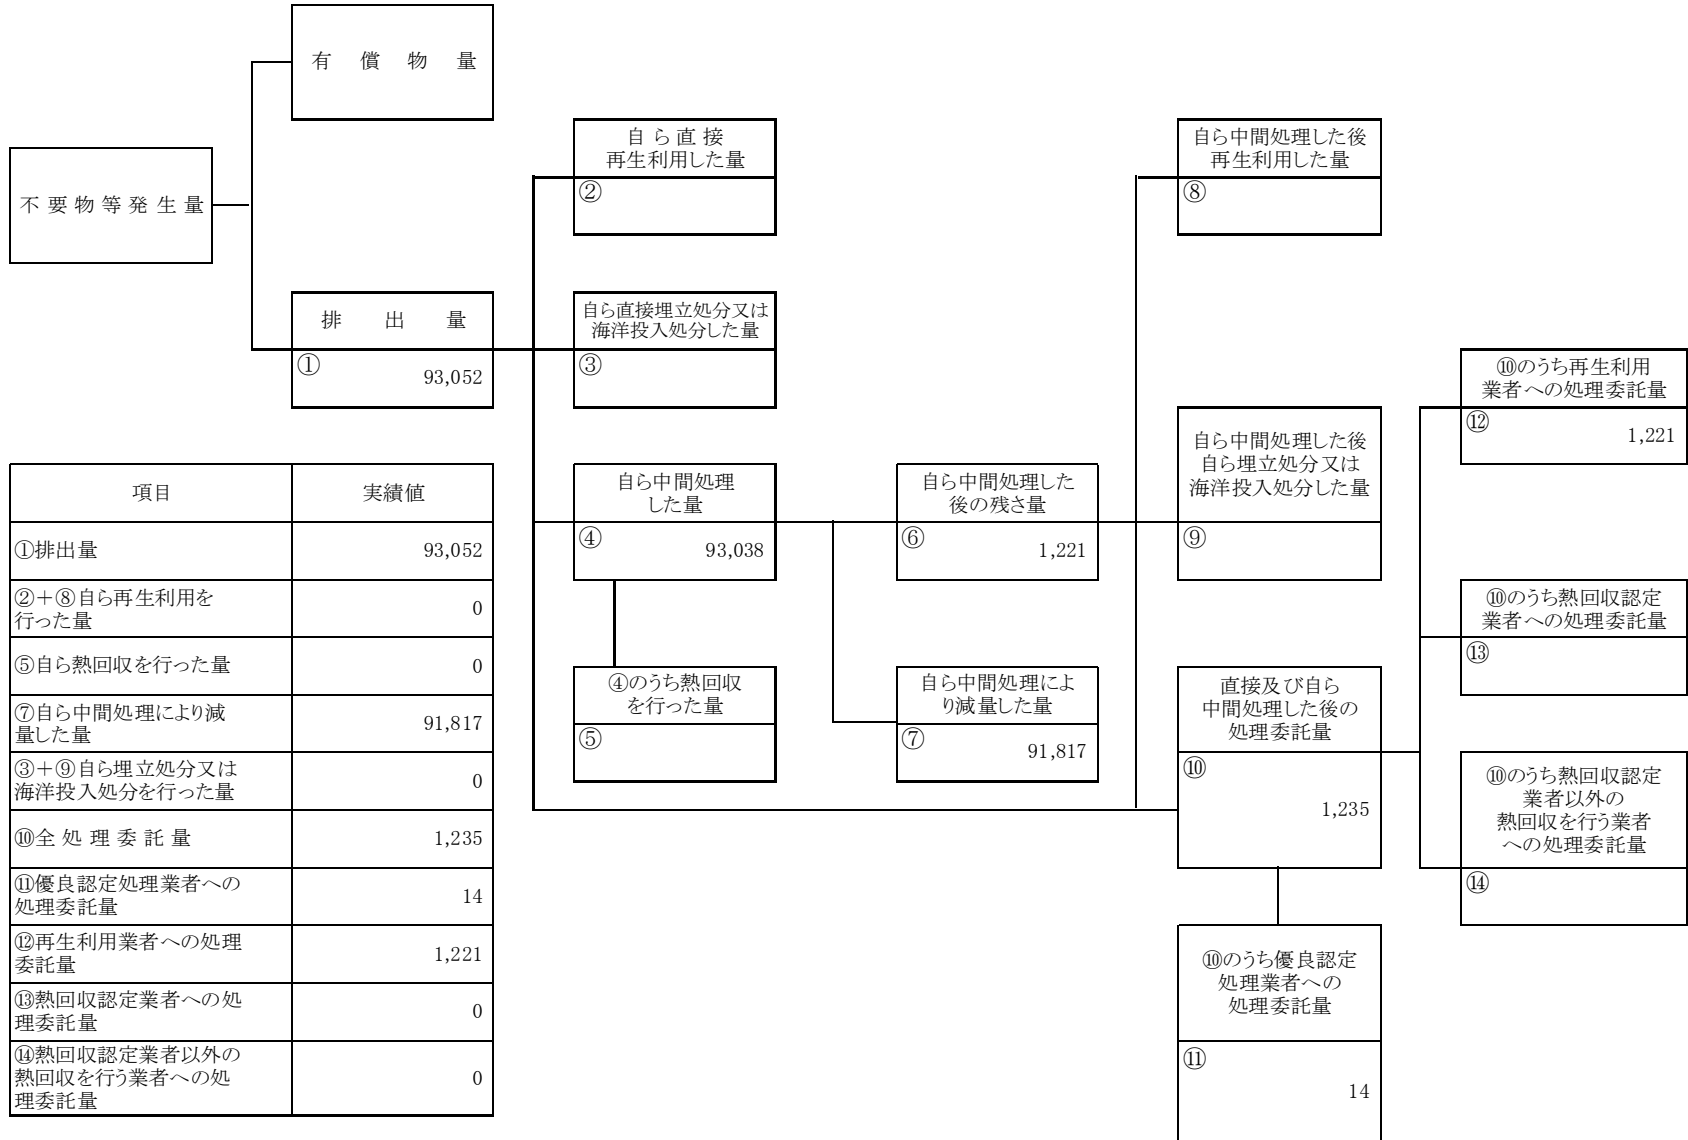 有償物量
不要物等発生量
排出量
①
93,052
自ら直接
再生利用した量
②
自ら直接埋立処分又は
海洋投入処分した量
③
自ら中間処理
した量
④
93,038
④のうち熱回収
を行った量
⑤
自ら中間処理した
後の残さ量
⑥
1,221
自ら中間処理によ
り減量した量
⑦
91,817
自ら中間処理した後
再生利用した量
⑧
自ら中間処理した後
自ら埋立処分又は
海洋投入処分した量
⑨
直接及び自ら
中間処理した後の
処理委託量
⑩
1,235
⑩のうち優良認定
処理業者への
処理委託量
⑪
14
⑩のうち再生利用
業者への処理委託量
⑫
1,221
⑩のうち熱回収認定
業者への処理委託量
⑬
⑩のうち熱回収認定
業者以外の
熱回収を行う業者
への処理委託量
⑭
項目 実績値
①排出量 93,052
②+⑧自ら再生利用を
行った量 0
⑤自ら熱回収を行った量 0
⑦自ら中間処理により減
量した量 91,817
③+⑨自ら埋立処分又は
海洋投入処分を行った量 0
⑩全処理委託量 1,235
⑪優良認定処理業者への
処理委託量 14
⑫再生利用業者への処理
委託量 1,221
⑬熱回収認定業者への処
理委託量 0
⑭熱回収認定業者以外の
熱回収を行う業者への処
理委託量 0